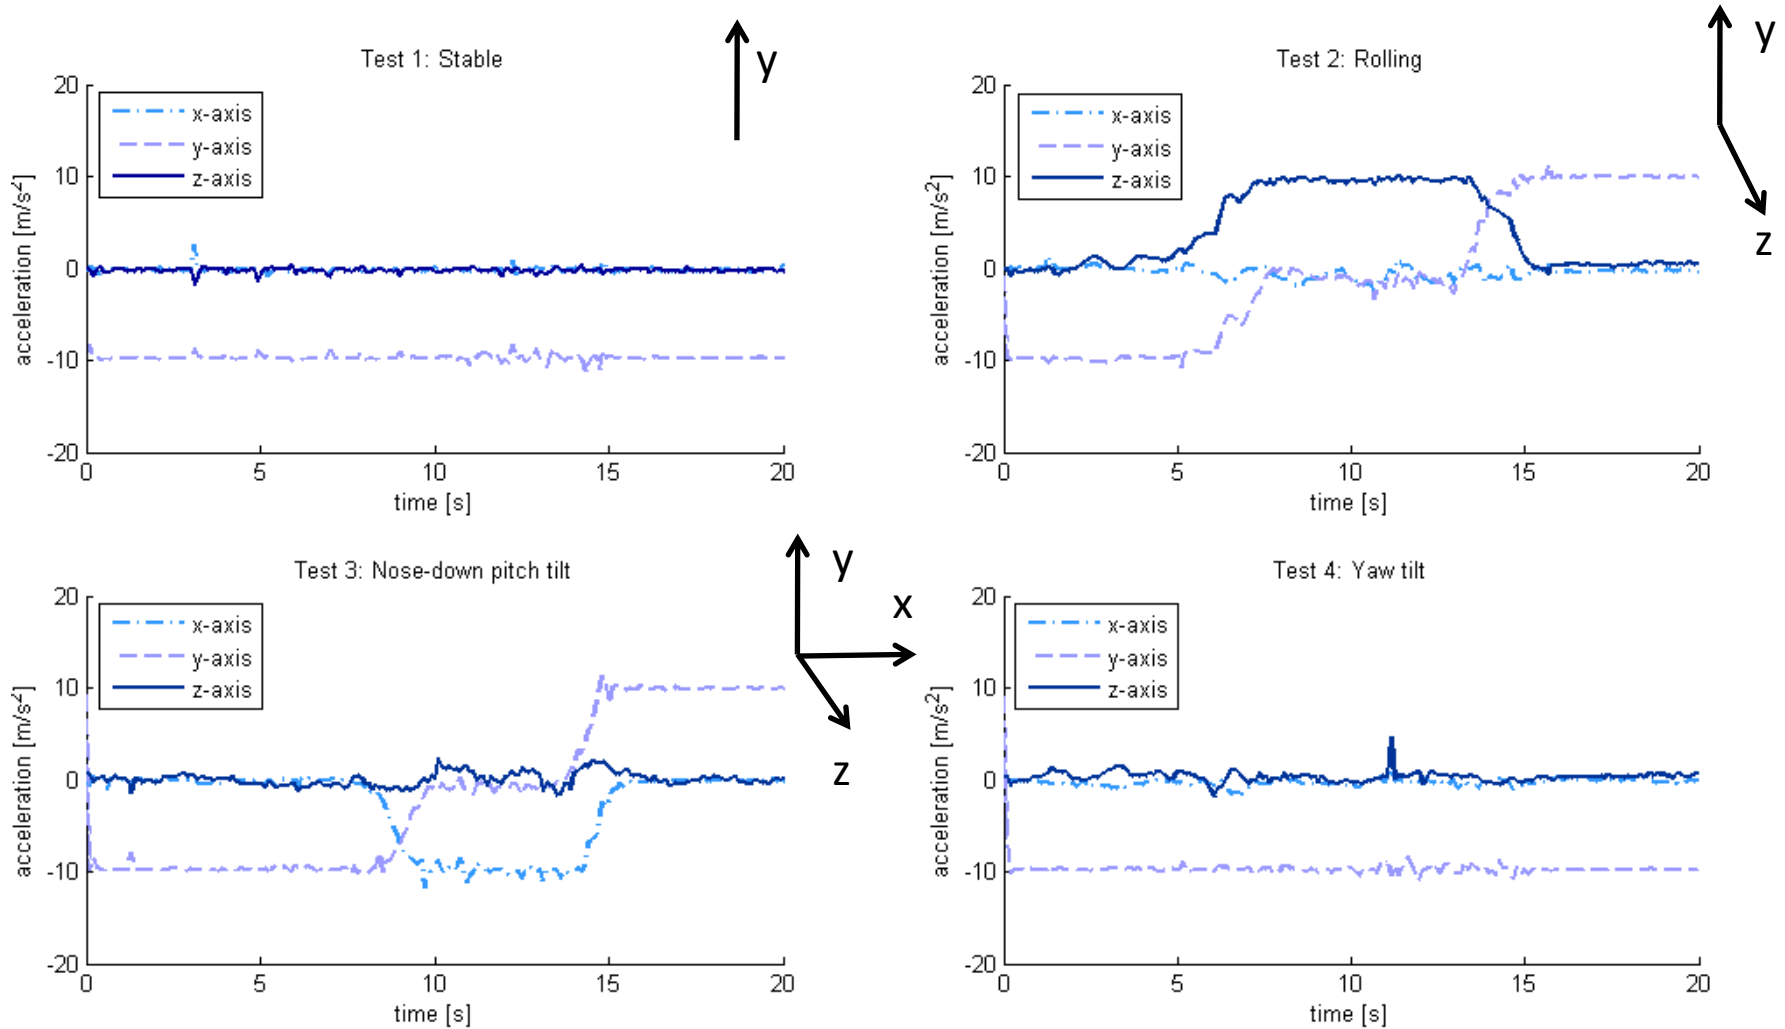 Test 1: Stable
y
20
10
0
-10
-20
x-axis
y-axis
z-axis
acceleration [m/s²]
0 5 10 15 20
time [s]
Test 2: Rolling
y
z
20
10
0
-10
-20
x-axis
y-axis
z-axis
acceleration [m/s²]
0 5 10 15 20
time [s]
Test 3: Nose-down pitch tilt
y
x
z
20
10
0
-10
-20
x-axis
y-axis
z-axis
acceleration [m/s²]
0 5 10 15 20
time [s]
Test 4: Yaw tilt
20
10
0
-10
-20
x-axis
y-axis
z-axis
acceleration [m/s²]
0 5 10 15 20
time [s]